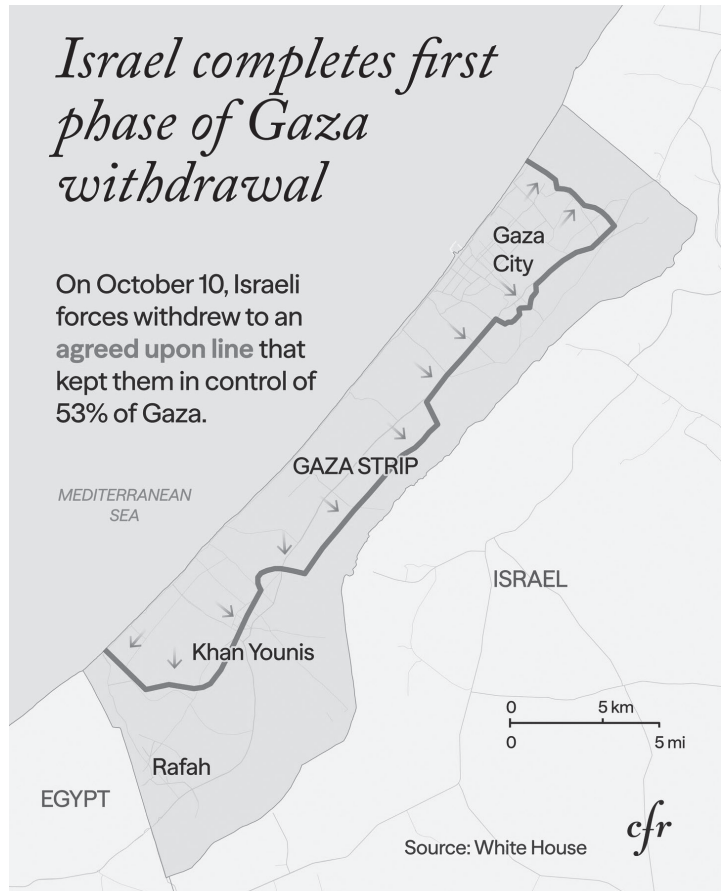 Israel completes first
phase of Gaza
withdrawal
On October 10, Israeli
forces withdrew to an
agreed upon line that
kept them in control of
53% of Gaza.
Gaza
City
GAZA STRIP
MEDITERRANEAN
SEA
ISRAEL
Khan Younis
0 5 km
0 5 mi
Rafah
EGYPT
Source: White House
cfr